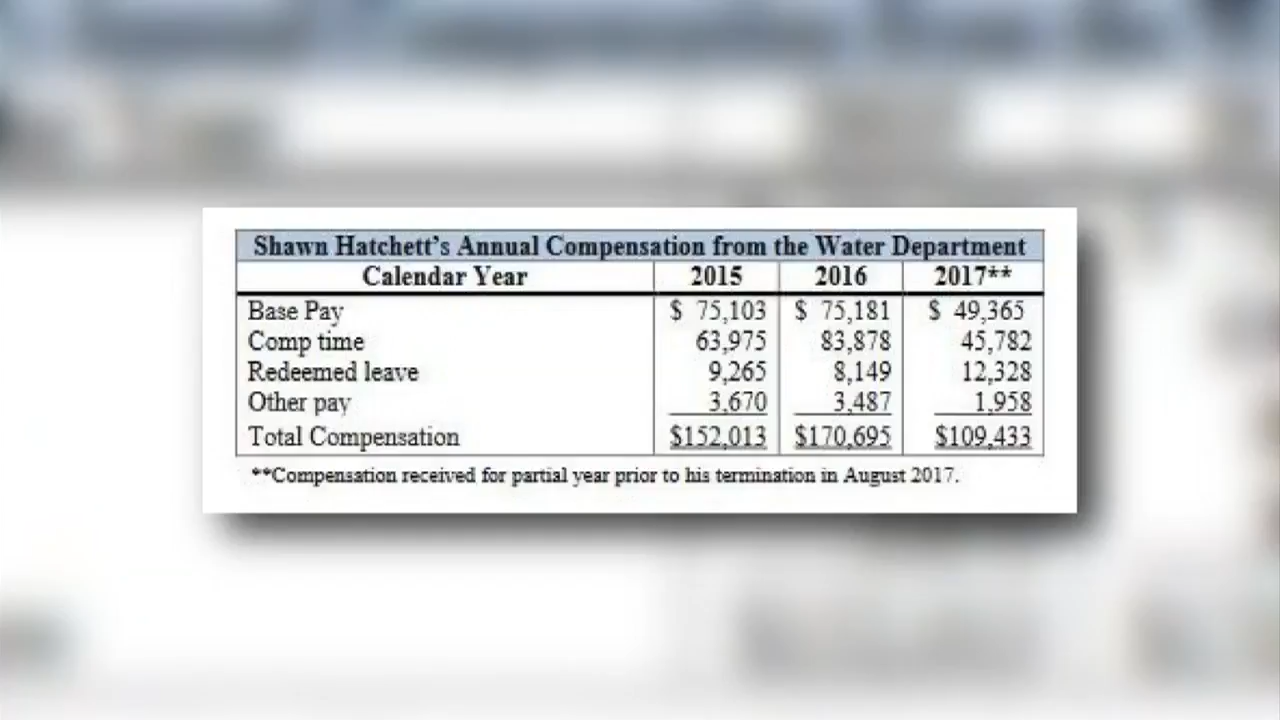 Shawn Hatchett's Annual Compensation from the Water Department
Calendar Year 2015 2016 2017**
Base Pay $ 75,103 $ 75,181 $ 49,365
Comp time 63,975 83,878 45,782
Redeemed leave 9,265 8,149 12,328
Other pay 3,670 3,487 1,958
Total Compensation $152,013 $170,695 $109,433
**Compensation received for partial year prior to his termination in August 2017.